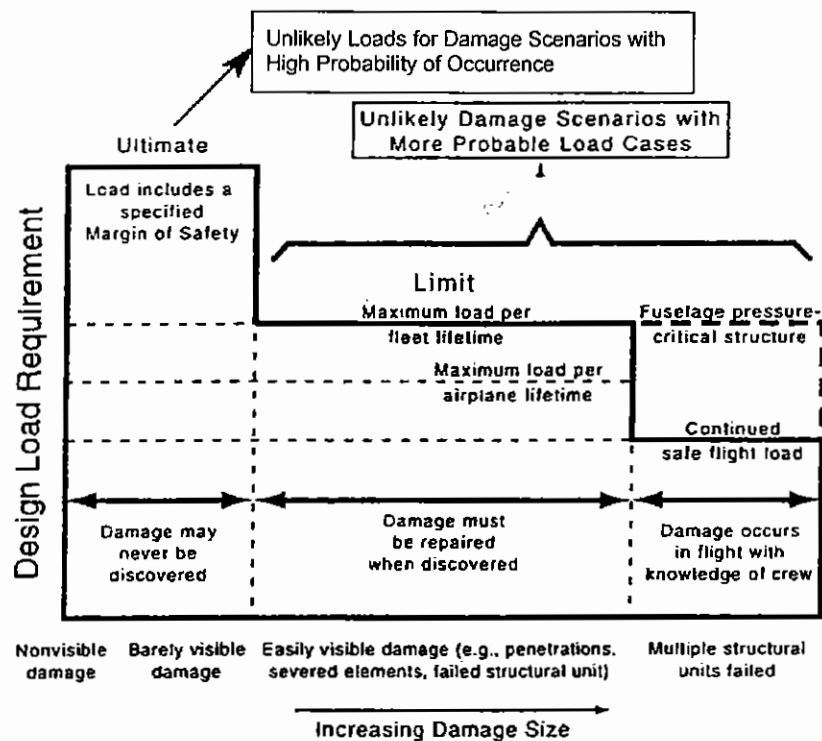 Unlikely Loads for Damage Scenarios with
High Probability of Occurrence
Unlikely Damage Scenarios with
More Probable Load Cases
Ultimate
Load includes a
specified
Margin of Safety
Limit
Maximum load per
fleet lifetime
Fuselage pressure-
critical structure
Maximum load per
airplane lifetime
Continued
safe flight load
Design Load Requirement
Damage may
never be
discovered
Damage must
be repaired
when discovered
Damage occurs
in flight with
knowledge of crew
Nonvisible
damage
Barely visible
damage
Easily visible damage (e.g., penetrations.
severed elements, failed structural unit)
Multiple structural
units failed
Increasing Damage Size